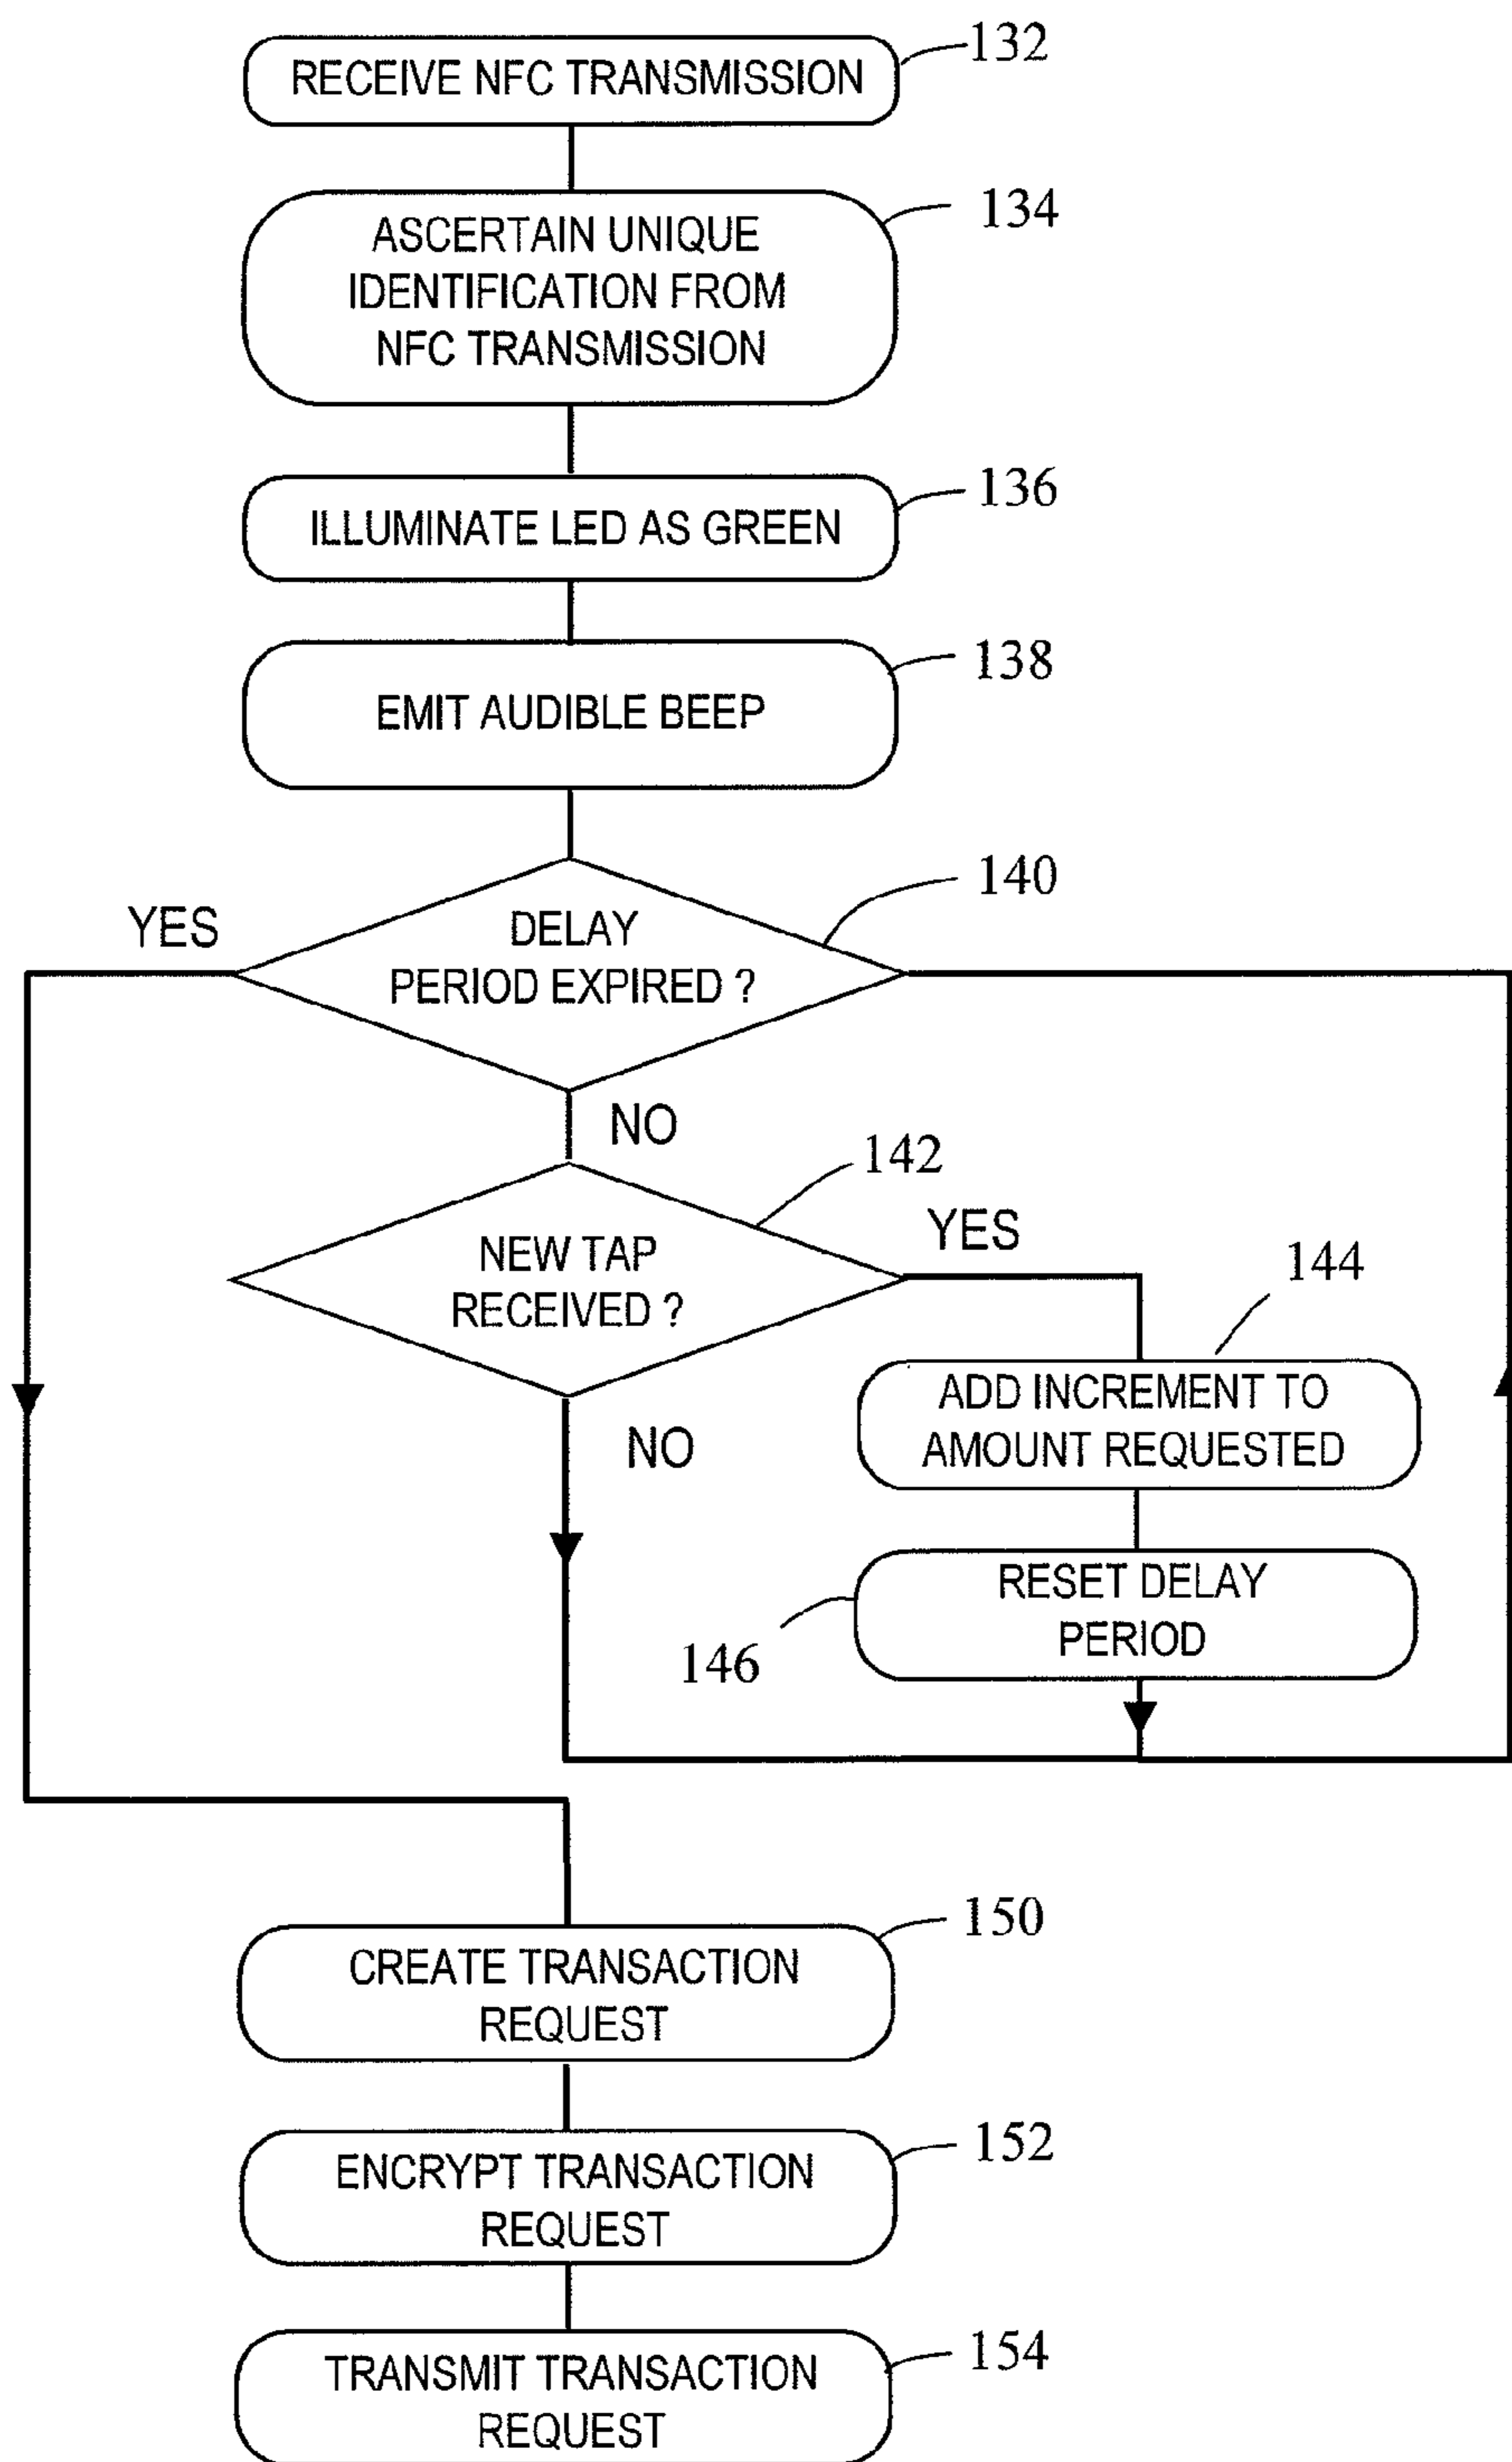 132
RECEIVE NFC TRANSMISSION
134
ASCERTAIN UNIQUE
IDENTIFICATION FROM
NFC TRANSMISSION
136
ILLUMINATE LED AS GREEN
138
EMIT AUDIBLE BEEP
140
YES
DELAY
PERIOD EXPIRED ?
NO
142
YES
NEW TAP
RECEIVED ?
144
ADD INCREMENT TO
AMOUNT REQUESTED
NO
RESET DELAY
PERIOD
146
150
CREATE TRANSACTION
REQUEST
152
ENCRYPT TRANSACTION
REQUEST
154
TRANSMIT TRANSACTION
REQUEST